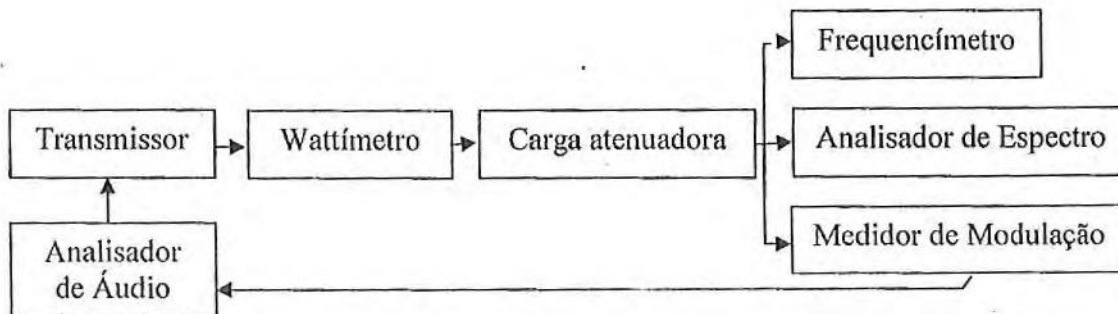 Frequencímetro
Transmissor
Wattímetro
Carga atenuadora
Analisador de Espectro
Analisador
de Áudio
Medidor de Modulação